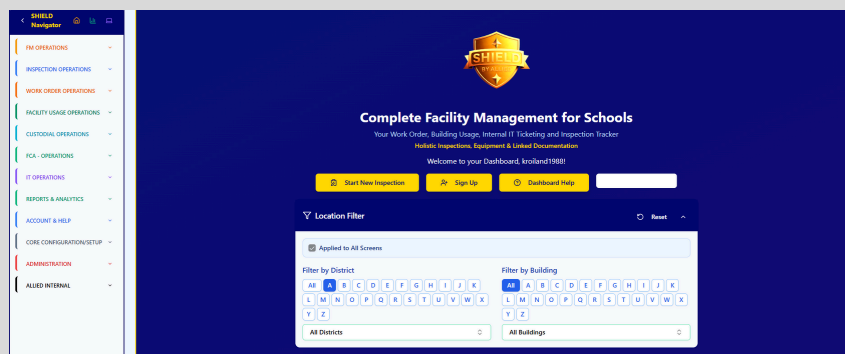 SHIELD
Navigator
FM OPERATIONS
INSPECTION OPERATIONS
WORK ORDER OPERATIONS
FACILITY USAGE OPERATIONS
CUSTODIAL OPERATIONS
FCA - OPERATIONS
IT OPERATIONS
REPORTS & ANALYTICS
ACCOUNT & HELP
CORE CONFIGURATION/SETUP
ADMINISTRATION
ALLIED INTERNAL
SHIELD
Complete Facility Management for Schools
Your Work Order, Building Usage, Internal IT Ticketing and Inspection Tracker
Holistic Inspections, Equipment & Linked Documentation
Welcome to your Dashboard, kroiland1988!
Start New Inspection
Sign Up
Dashboard Help
Location Filter
Reset
Applied to All Screens
Filter by District
All A B C D E F G H I J K
L M N O P Q R S T U V W X
Y Z
All Districts
Filter by Building
All A B C D E F G H I J K
L M N O P Q R S T U V W X
Y Z
All Buildings